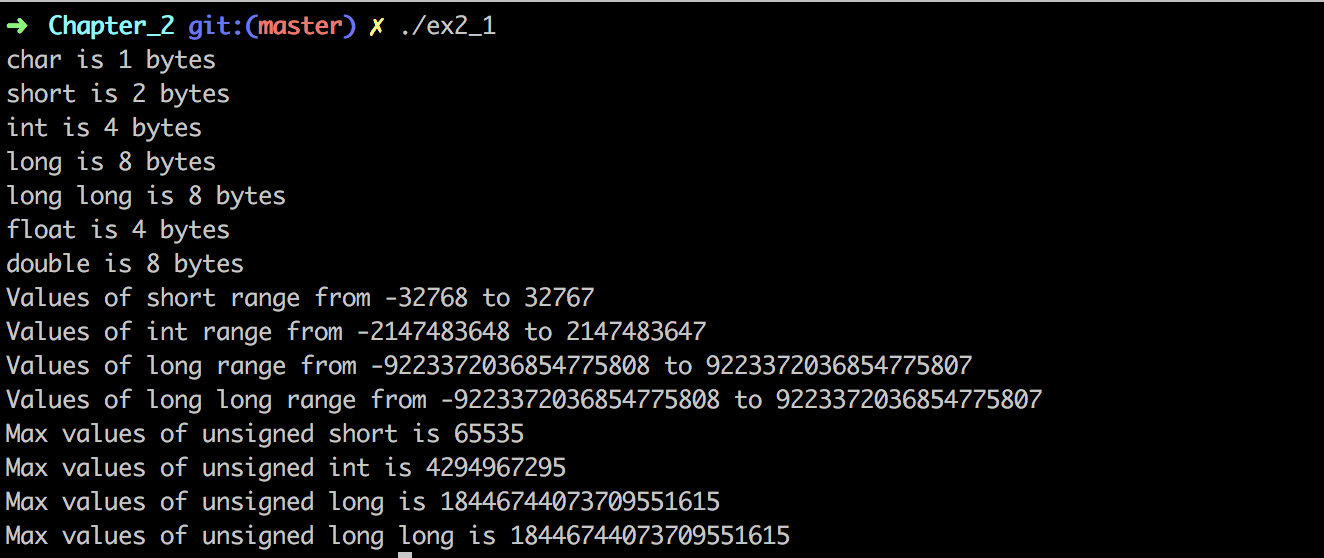 ➜ Chapter_2 git:(master) ✗ ./ex2_1
char is 1 bytes
short is 2 bytes
int is 4 bytes
long is 8 bytes
long long is 8 bytes
float is 4 bytes
double is 8 bytes
Values of short range from -32768 to 32767
Values of int range from -2147483648 to 2147483647
Values of long range from -9223372036854775808 to 9223372036854775807
Values of long long range from -9223372036854775808 to 9223372036854775807
Max values of unsigned short is 65535
Max values of unsigned int is 4294967295
Max values of unsigned long is 18446744073709551615
Max values of unsigned long long is 18446744073709551615